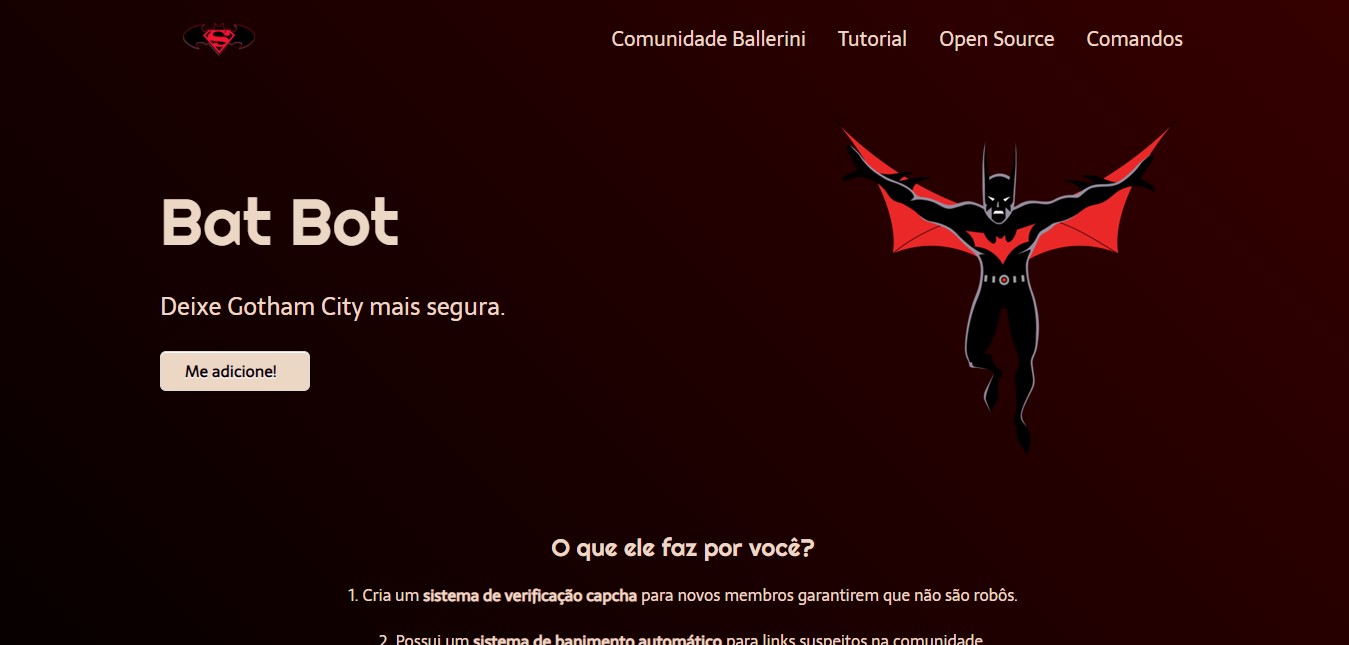 Comunidade Ballerini Tutorial Open Source Comandos
Bat Bot
Deixe Gotham City mais segura.
Me adicione!
O que ele faz por você?
1. Cria um sistema de verificação capcha para novos membros garantirem que não são robôs.
2. Possui um sistema de banimento automático para links suspeitos na comunidade